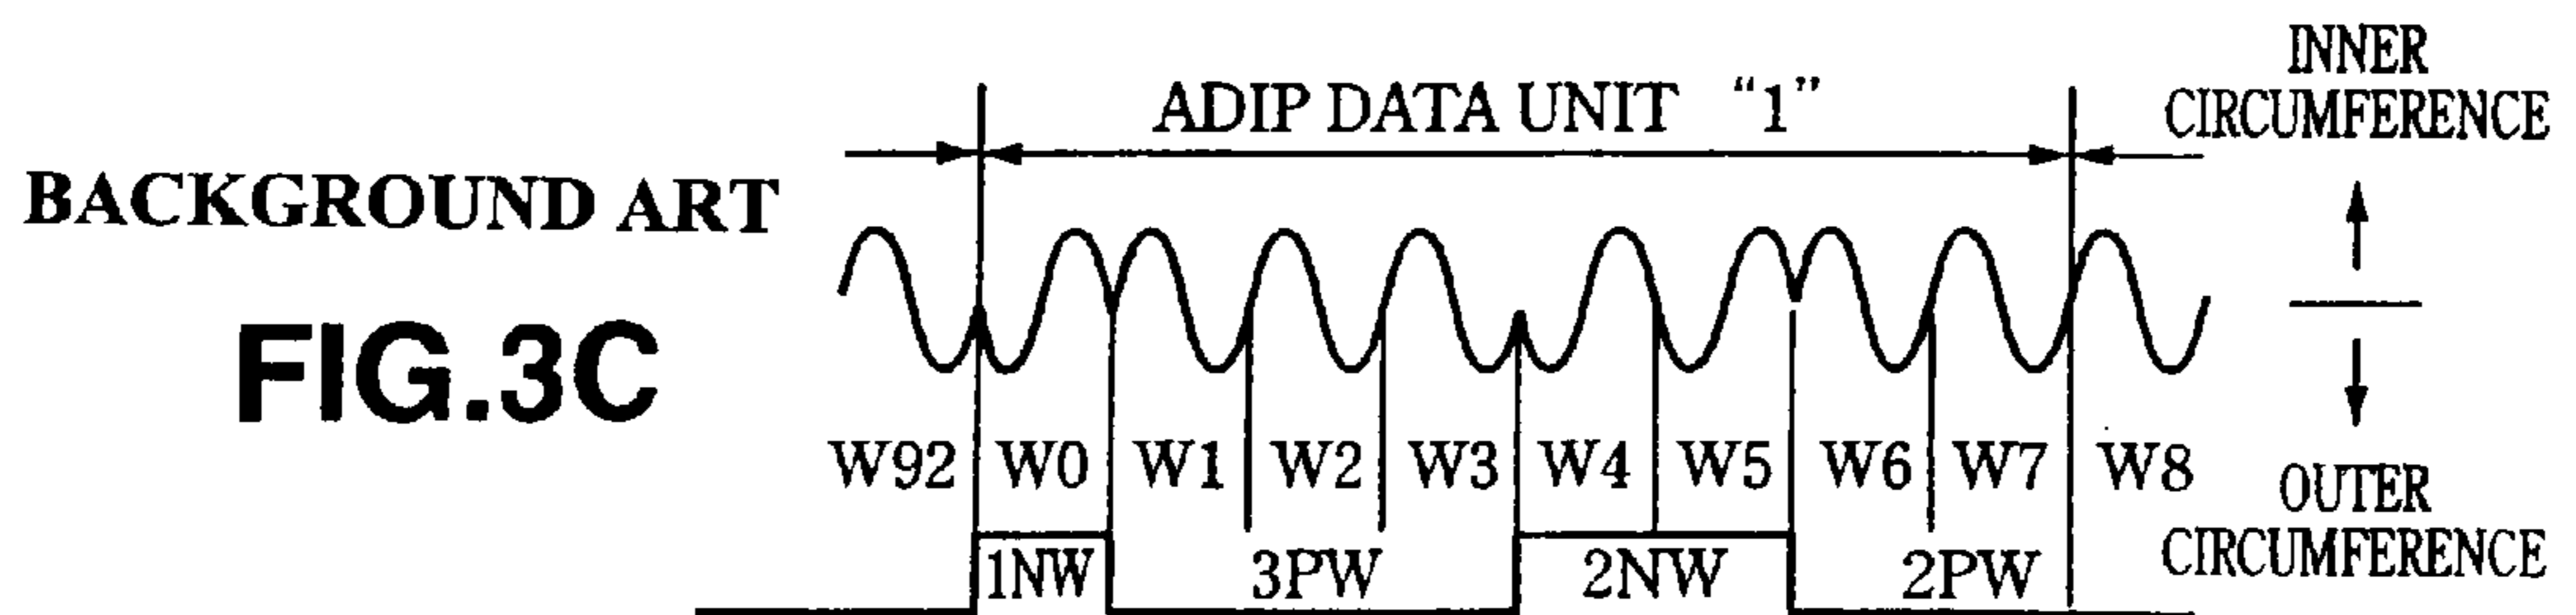 INNER
CIRCUMFERENCE
ADIP DATA UNIT “1”
BACKGROUND ART
FIG.3C
W92 W0 W1 W2 W3 W4 W5 W6 W7 W8
OUTER
CIRCUMFERENCE
1NW 3PW 2NW 2PW